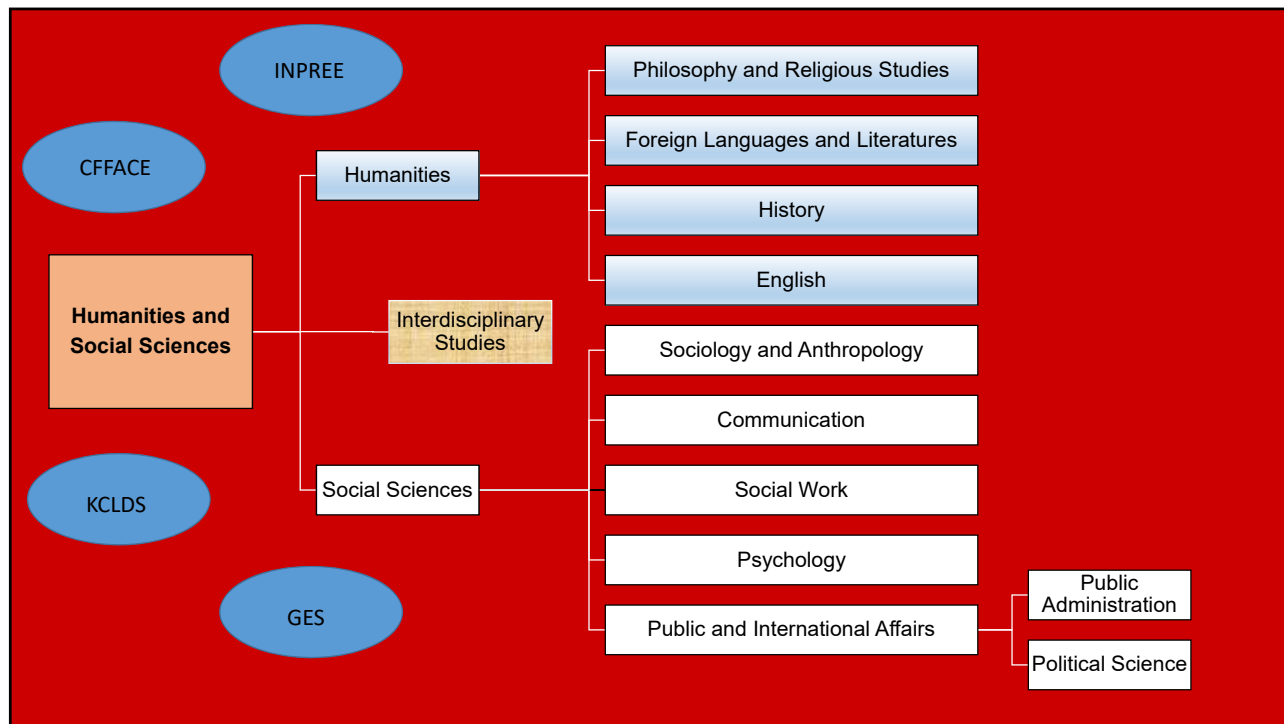 INPREE
CFFACE
Humanities and
Social Sciences
KCLDS
GES
Humanities
Interdisciplinary
Studies
Social Sciences
Philosophy and Religious Studies
Foreign Languages and Literatures
History
English
Sociology and Anthropology
Communication
Social Work
Psychology
Public and International Affairs
Public
Administration
Political Science